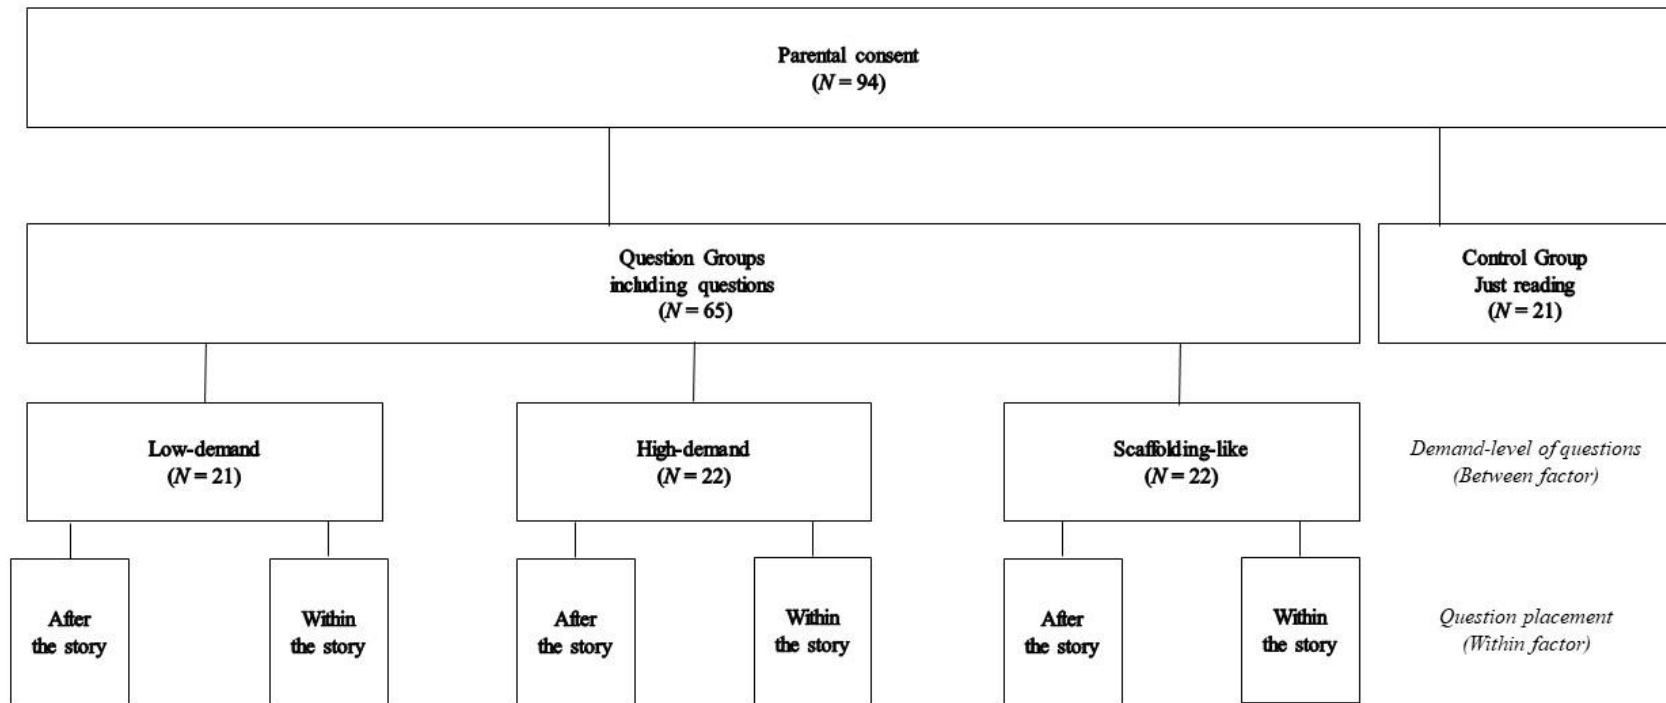 Parental consent
(N = 94)
Question Groups
including questions
(N = 65)
Control Group
Just reading
(N = 21)
Low-demand
(N = 21)
High-demand
(N = 22)
Scaffolding-like
(N = 22)
Demand-level of questions
(Between factor)
After
the story
Within
the story
After
the story
Within
the story
After
the story
Within
the story
Question placement
(Within factor)